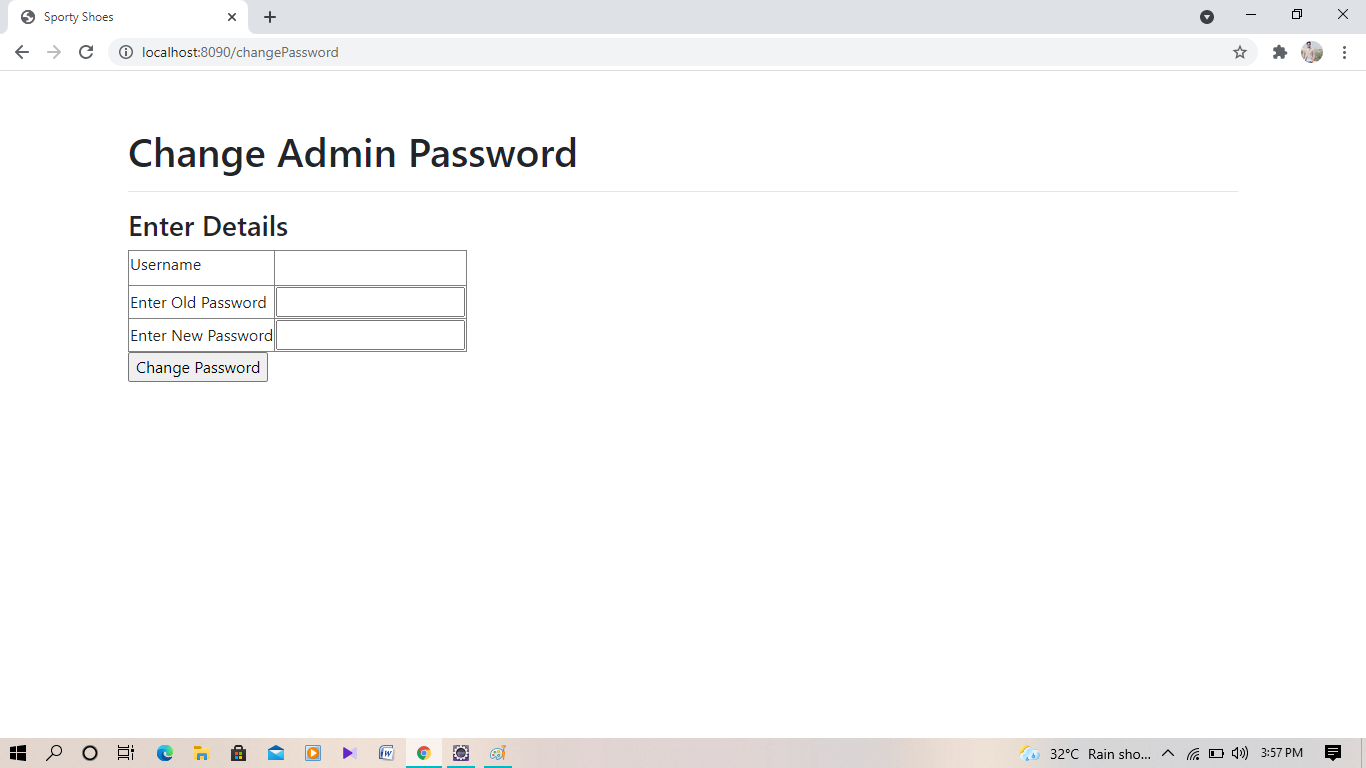 Sporty Shoes
localhost:8090/changePassword
Change Admin Password
Enter Details
Username
Enter Old Password
Enter New Password
Change Password
32°C Rain sho... 3:57 PM